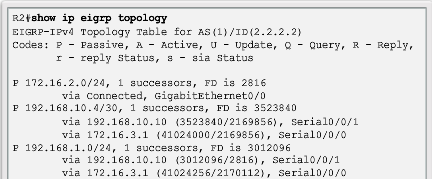 R2#show ip eigrp topology
EIGRP-IPv4 Topology Table for AS(1)/ID(2.2.2.2)
Codes: P - Passive, A - Active, U - Update, Q - Query, R - Reply,
r - reply Status, s - sia Status
P 172.16.2.0/24, 1 successors, FD is 2816
via Connected, GigabitEthernet0/0
P 192.168.10.4/30, 1 successors, FD is 3523840
via 192.168.10.10 (3523840/2169856), Serial0/0/1
via 172.16.3.1 (41024000/2169856), Serial0/0/0
P 192.168.1.0/24, 1 successors, FD is 3012096
via 192.168.10.10 (3012096/2816), Serial0/0/1
via 172.16.3.1 (41024256/2170112), Serial0/0/0